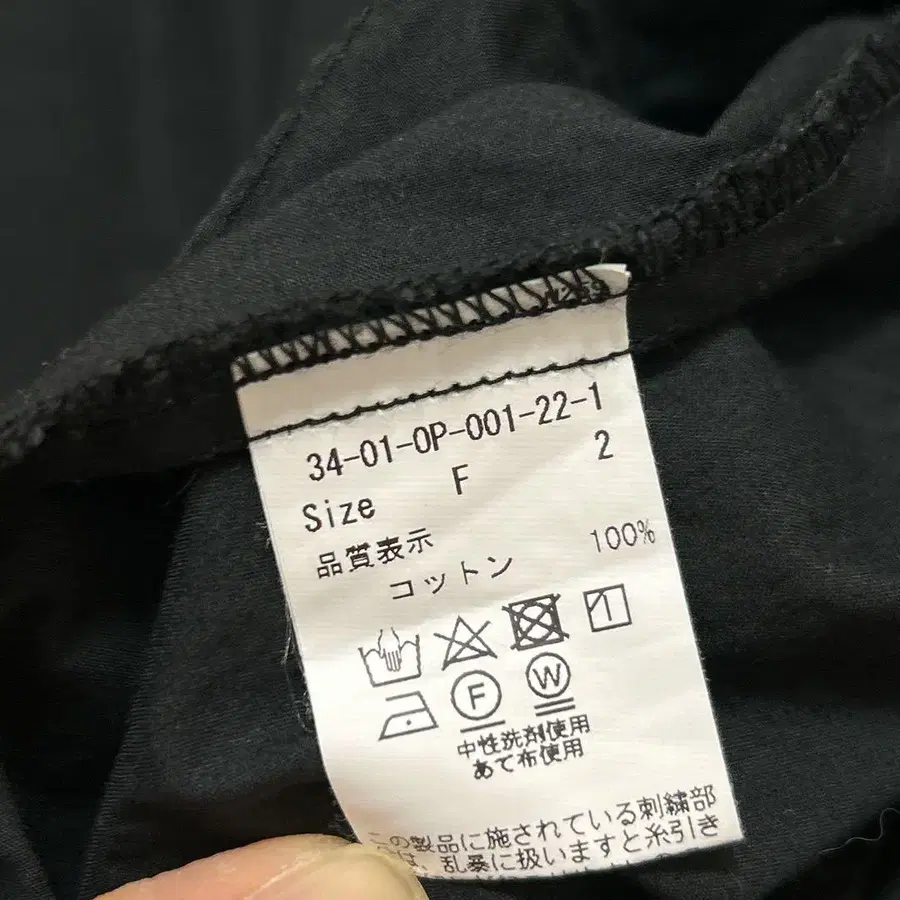 34-01-OP-001-22-1
Size F 2
品質表示
コットン 100%
F W
中性洗剤使用
あて布使用
この製品に施されている刺繍部
は、乱暴に扱いますと糸引き